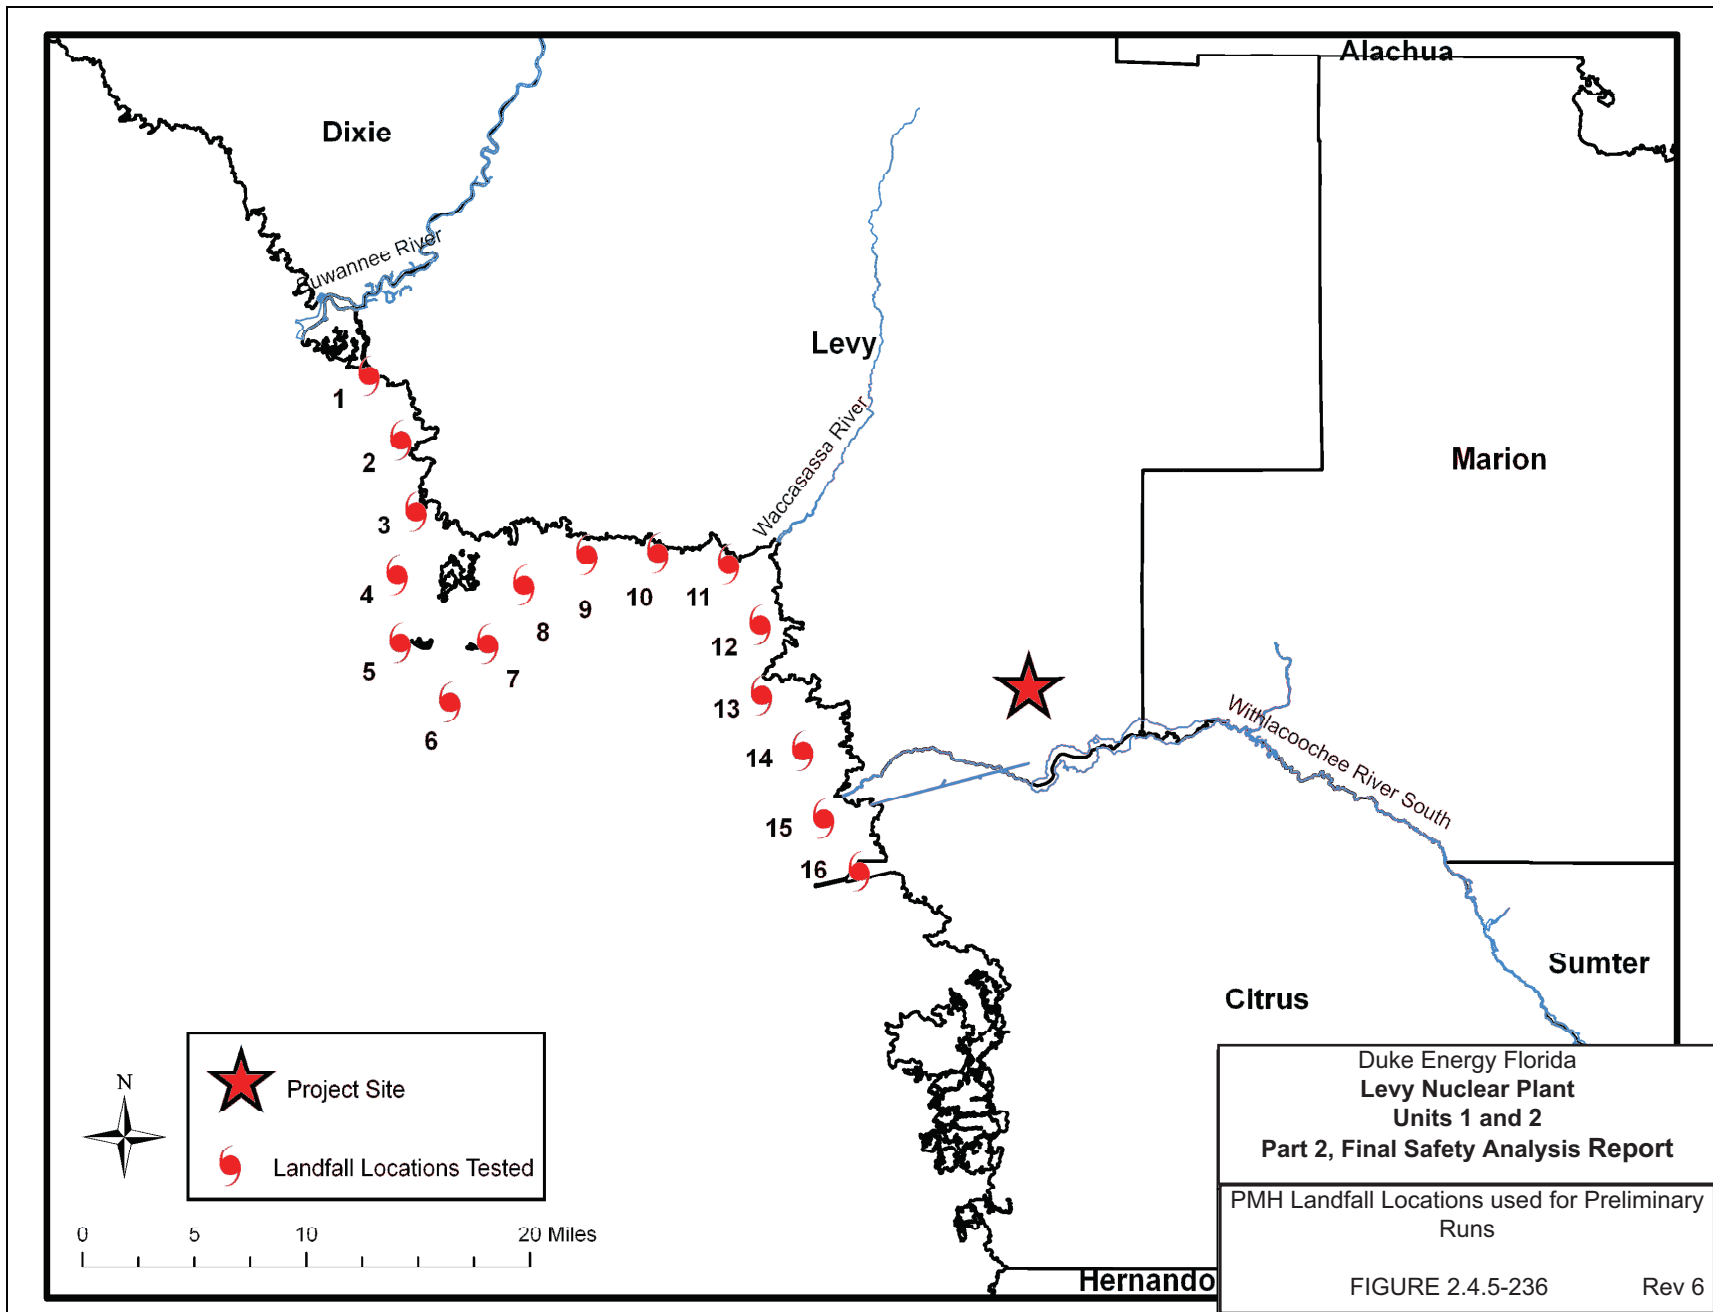 Alachua
Dixie
Suwannee River
Levy
Waccasassa River
Marion
1
2
3
4
5
6
7
8
9
10
11
12
13
14
15
16
Withlacoochee River South
Sumter
CItrus
Hernando
N
Project Site
Landfall Locations Tested
0 5 10 20 Miles
Duke Energy Florida
Levy Nuclear Plant
Units 1 and 2
Part 2, Final Safety Analysis Report
PMH Landfall Locations used for Preliminary
Runs
FIGURE 2.4.5-236 Rev 6